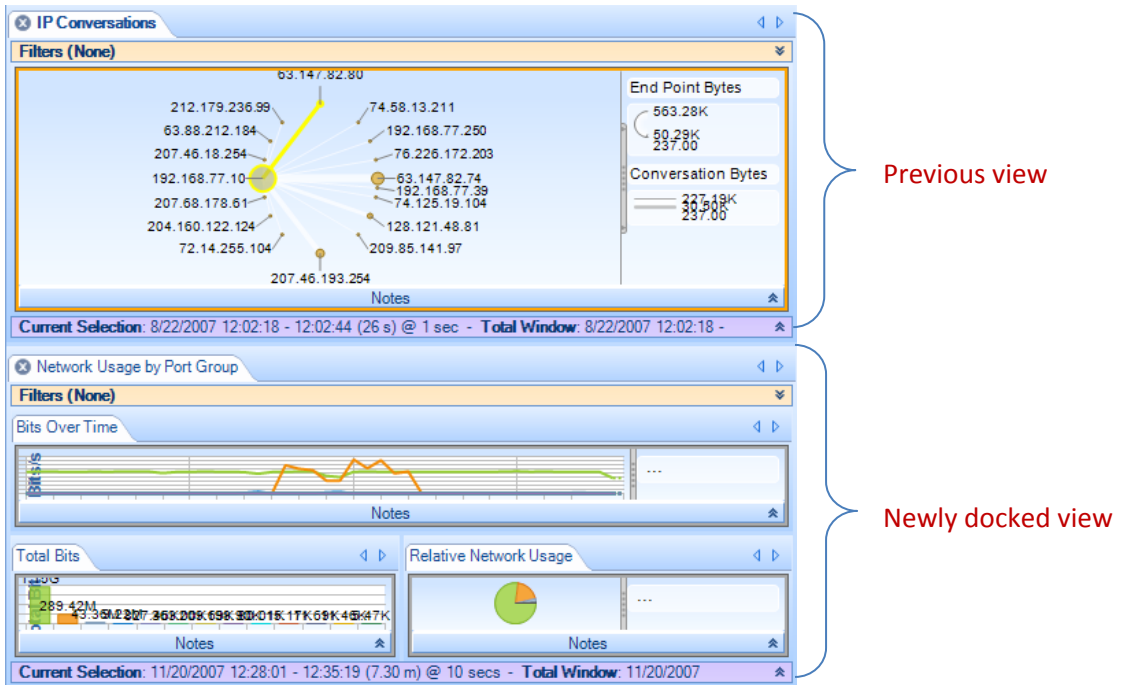 IP Conversations
Filters (None)
63.147.82.80
212.179.236.99
74.58.13.211
63.88.212.184
192.168.77.250
207.46.18.254
76.226.172.203
192.168.77.10
63.147.82.74
192.168.77.39
207.68.178.61
74.125.19.104
204.160.122.124
128.121.48.81
72.14.255.104
209.85.141.97
207.46.193.254
End Point Bytes
563.28K
50.29K
237.00
Conversation Bytes
227.19K
30.50K
237.00
Notes
Current Selection: 8/22/2007 12:02:18 - 12:02:44 (26 s) @ 1 sec - Total Window: 8/22/2007 12:02:18 -
Previous view
Network Usage by Port Group
Filters (None)
Bits Over Time
Bits/s
---
Notes
Newly docked view
Total Bits
289.42M
Notes
Relative Network Usage
---
Notes
Current Selection: 11/20/2007 12:28:01 - 12:35:19 (7.30 m) @ 10 secs - Total Window: 11/20/2007